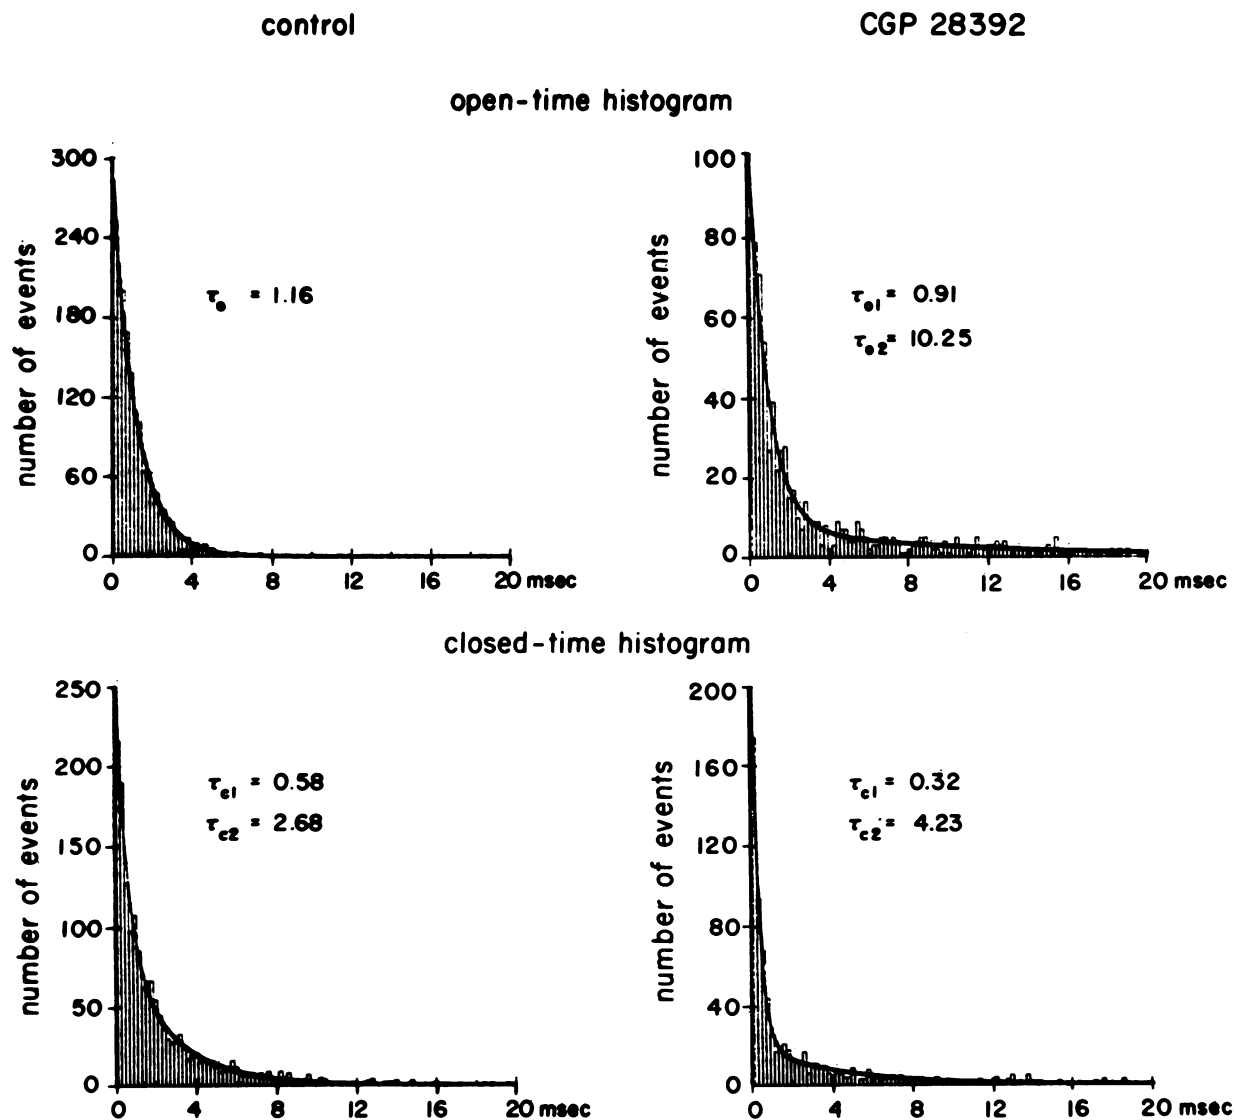 control
CGP 28392
open-time histogram
300
240
180
120
60
0
number of events
τo = 1.16
0 4 8 12 16 20 msec
100
80
60
40
20
0
number of events
τo1 = 0.91
τo2 = 10.25
0 4 8 12 16 20 msec
closed-time histogram
250
200
150
100
50
0
number of events
τc1 = 0.58
τc2 = 2.68
0 4 8 12 16 20 msec
200
160
120
80
40
0
number of events
τc1 = 0.32
τc2 = 4.23
0 4 8 12 16 20 msec